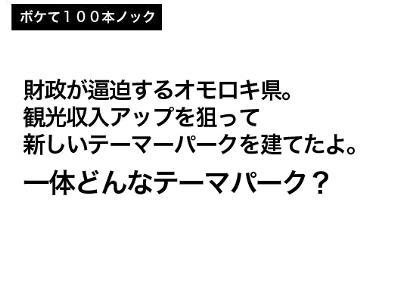 ボケて１００本ノック
財政が逼迫するオモロキ県。
観光収入アップを狙って
新しいテーマーパークを建てたよ。
一体どんなテーマパーク？